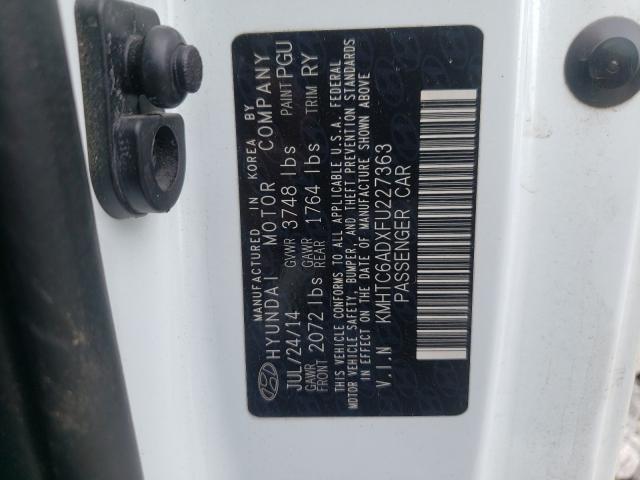 MANUFACTURED IN KOREA BY
HYUNDAI MOTOR COMPANY
JUL/24/14 GVWR 3748 lbs PAINT PGU
GAWR FRONT 2072 lbs GAWR REAR 1764 lbs TRIM RY
THIS VEHICLE CONFORMS TO ALL APPLICABLE U.S.A. FEDERAL
MOTOR VEHICLE SAFETY, BUMPER, AND THEFT PREVENTION STANDARDS
IN EFFECT ON THE DATE OF MANUFACTURE SHOWN ABOVE
V.I.N KMHTC6ADXFU227363
PASSENGER CAR